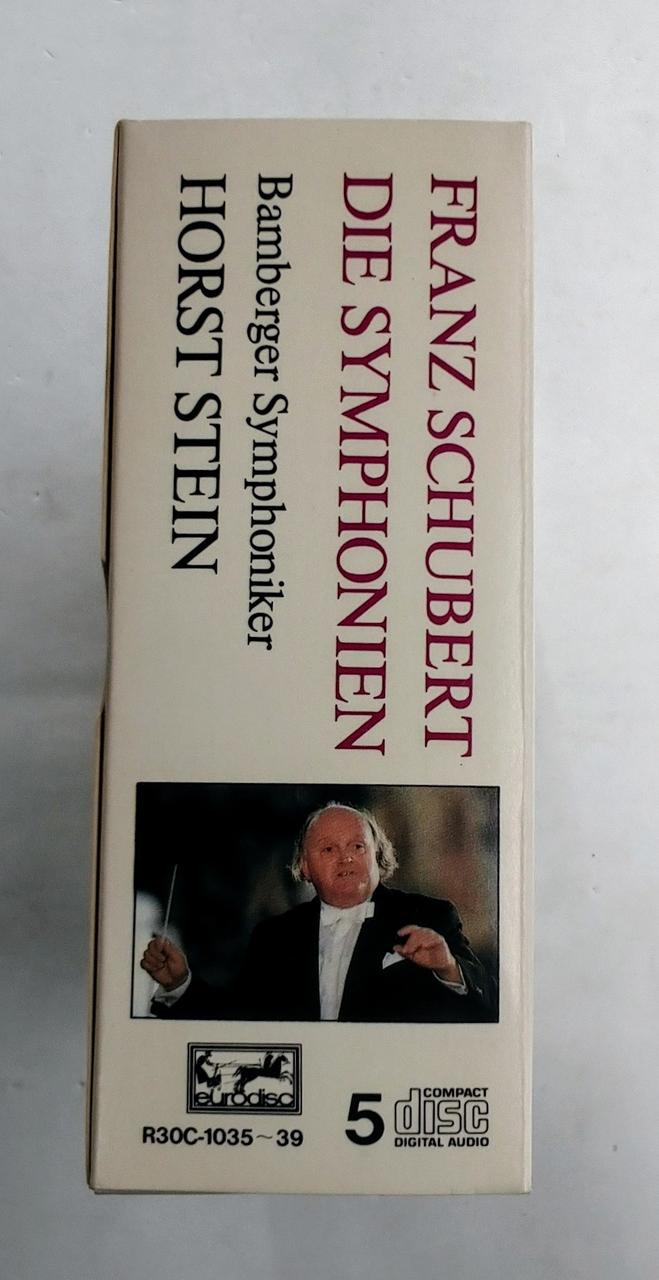 FRANZ SCHUBERT
DIE SYMPHONIEN
Bamberger Symphoniker
HORST STEIN
eurodisc
R30C-1035~39
5
COMPACT
disc
DIGITAL AUDIO